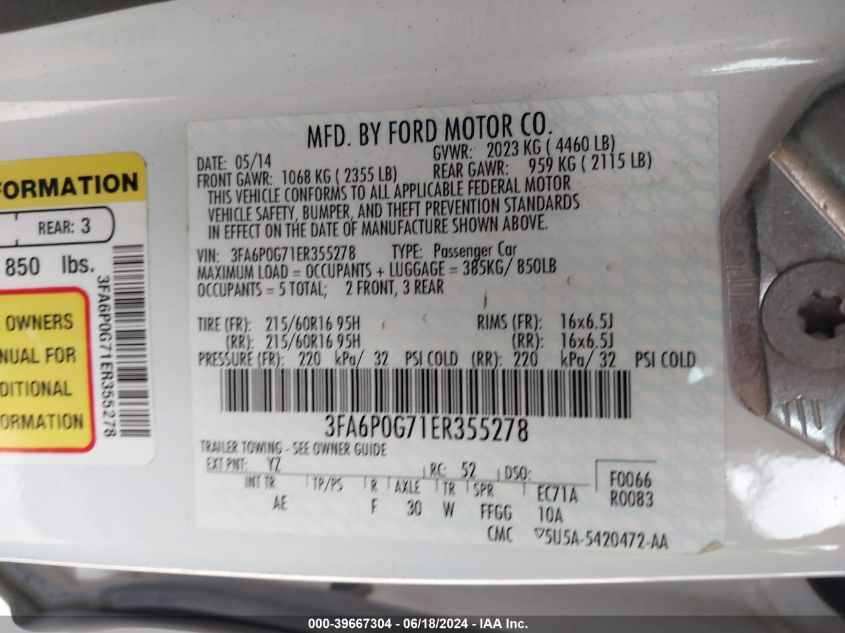 FORMATION
REAR: 3
850 lbs.
OWNERS
NUAL FOR
DITIONAL
FORMATION
3FA6P0G71ER355278
MFD. BY FORD MOTOR CO.
DATE: 05/14 GVWR: 2023 KG ( 4460 LB)
FRONT GAWR: 1068 KG ( 2355 LB) REAR GAWR: 959 KG ( 2115 LB)
THIS VEHICLE CONFORMS TO ALL APPLICABLE FEDERAL MOTOR
VEHICLE SAFETY, BUMPER, AND THEFT PREVENTION STANDARDS
IN EFFECT ON THE DATE OF MANUFACTURE SHOWN ABOVE.
VIN: 3FA6P0G71ER355278 TYPE: Passenger Car
MAXIMUM LOAD = OCCUPANTS + LUGGAGE = 385KG/ 850LB
OCCUPANTS = 5 TOTAL; 2 FRONT, 3 REAR
TIRE (FR): 215/60R16 95H RIMS (FR): 16x6.5J
(RR): 215/60R16 95H (RR): 16x6.5J
PRESSURE (FR): 220 kPa/ 32 PSI COLD (RR): 220 kPa/ 32 PSI COLD
3FA6P0G71ER355278
TRAILER TOWING - SEE OWNER GUIDE
EXT PNT: YZ RC: 52 DSO: F0066
INT TR TP/PS R AXLE TR SPR EC71A R0083
AE F 30 W FFGG 10A
CMC ▽5U5A-5420472-AA
000-39667304 / 06/18/2024 - IAA Inc.